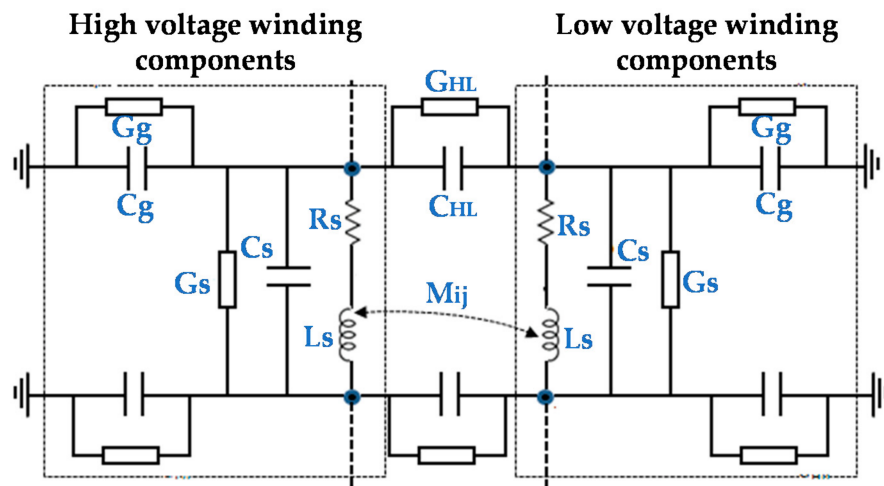 High voltage winding
components
Low voltage winding
components
GHL
Gg
Gg
Cg
CHL
Cg
Rs
Rs
Cs
Cs
Gs
Gs
Mij
Ls
Ls